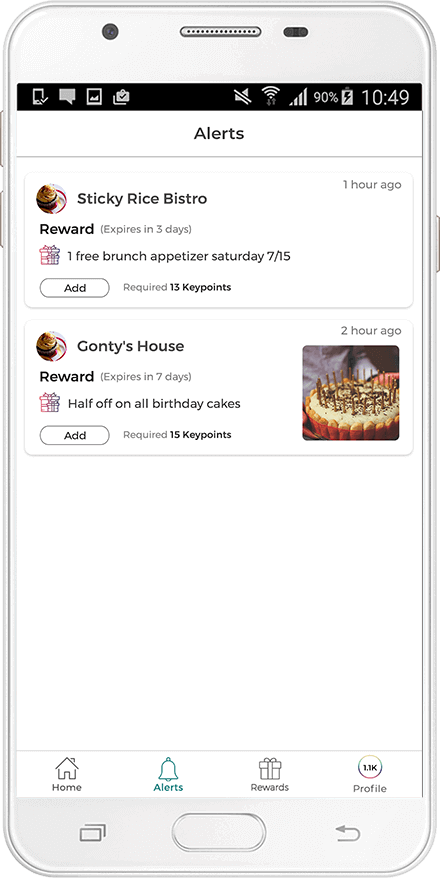 90% 10:49
Alerts
1 hour ago
Sticky Rice Bistro
Reward (Expires in 3 days)
1 free brunch appetizer saturday 7/15
Add Required 13 Keypoints
2 hour ago
Gonty's House
Reward (Expires in 7 days)
Half off on all birthday cakes
Add Required 15 Keypoints
1.1K
Home Alerts Rewards Profile